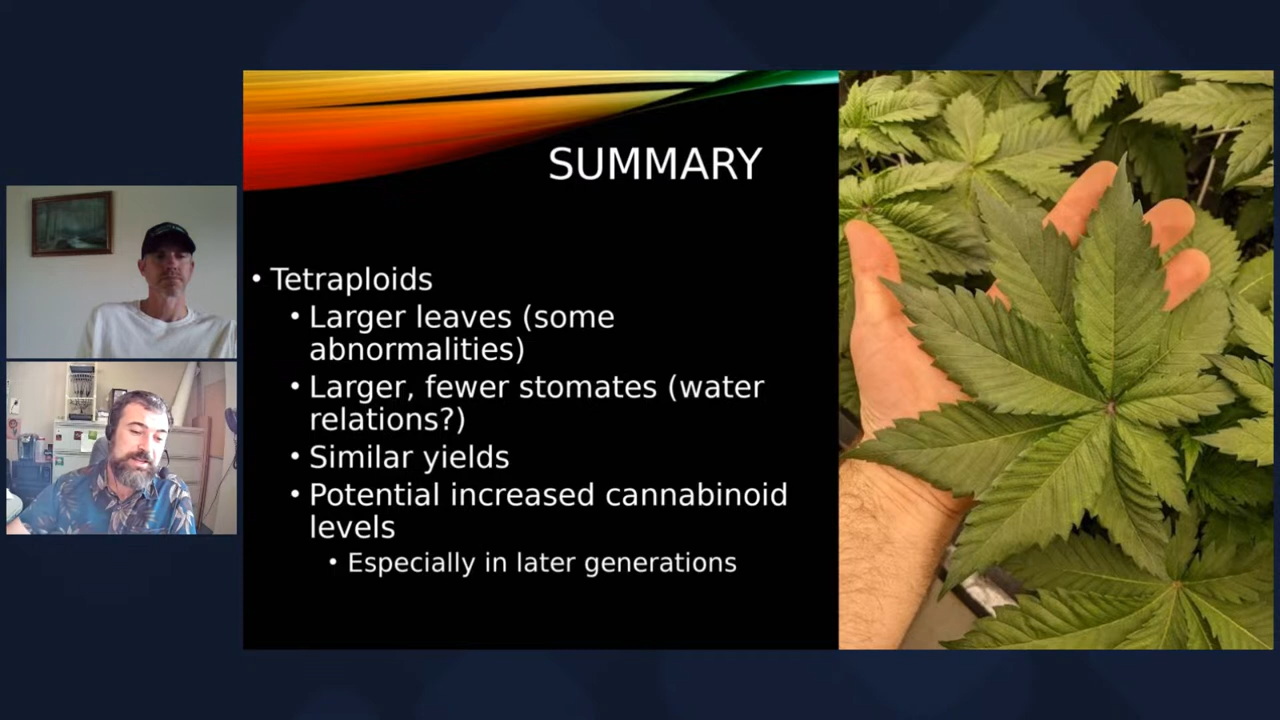 SUMMARY
• Tetraploids
• Larger leaves (some
abnormalities)
• Larger, fewer stomates (water
relations?)
• Similar yields
• Potential increased cannabinoid
levels
• Especially in later generations